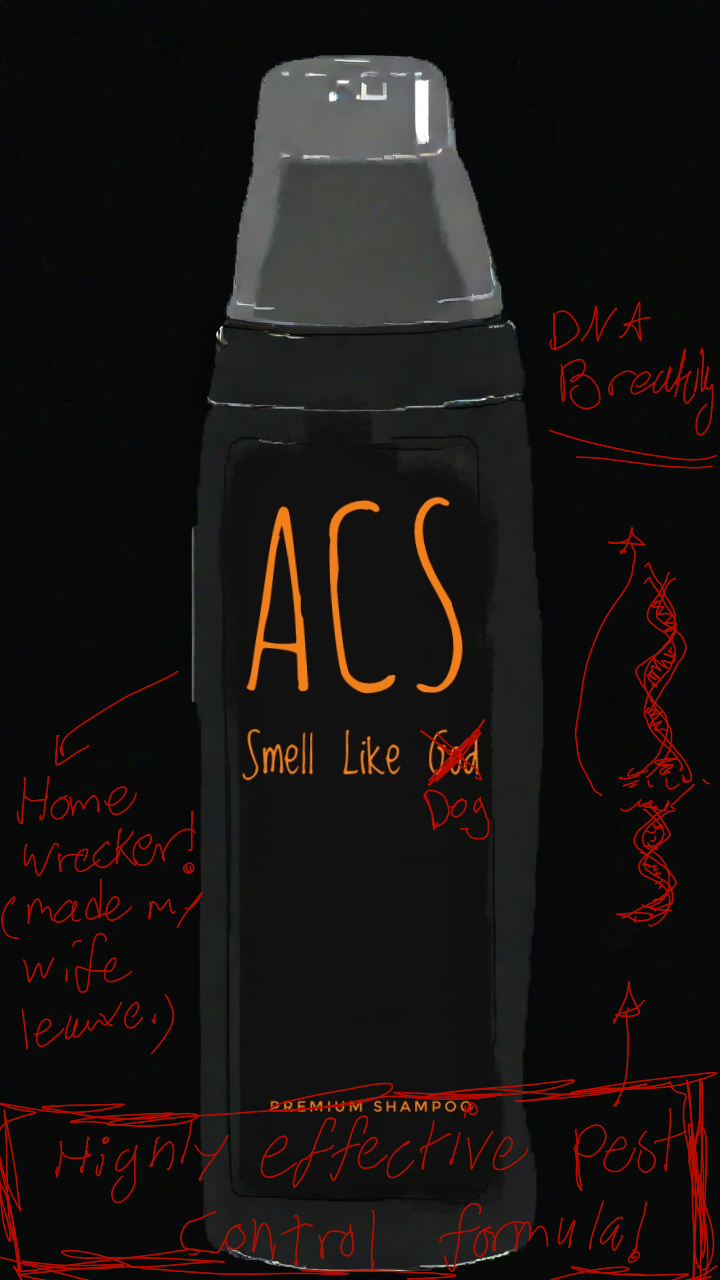 DNA
Breakily
ACS
Smell Like God
Dog
Home
wrecker!
(made my
wife
leave.)
PREMIUM SHAMPOO
Highly effective pest
control formula!